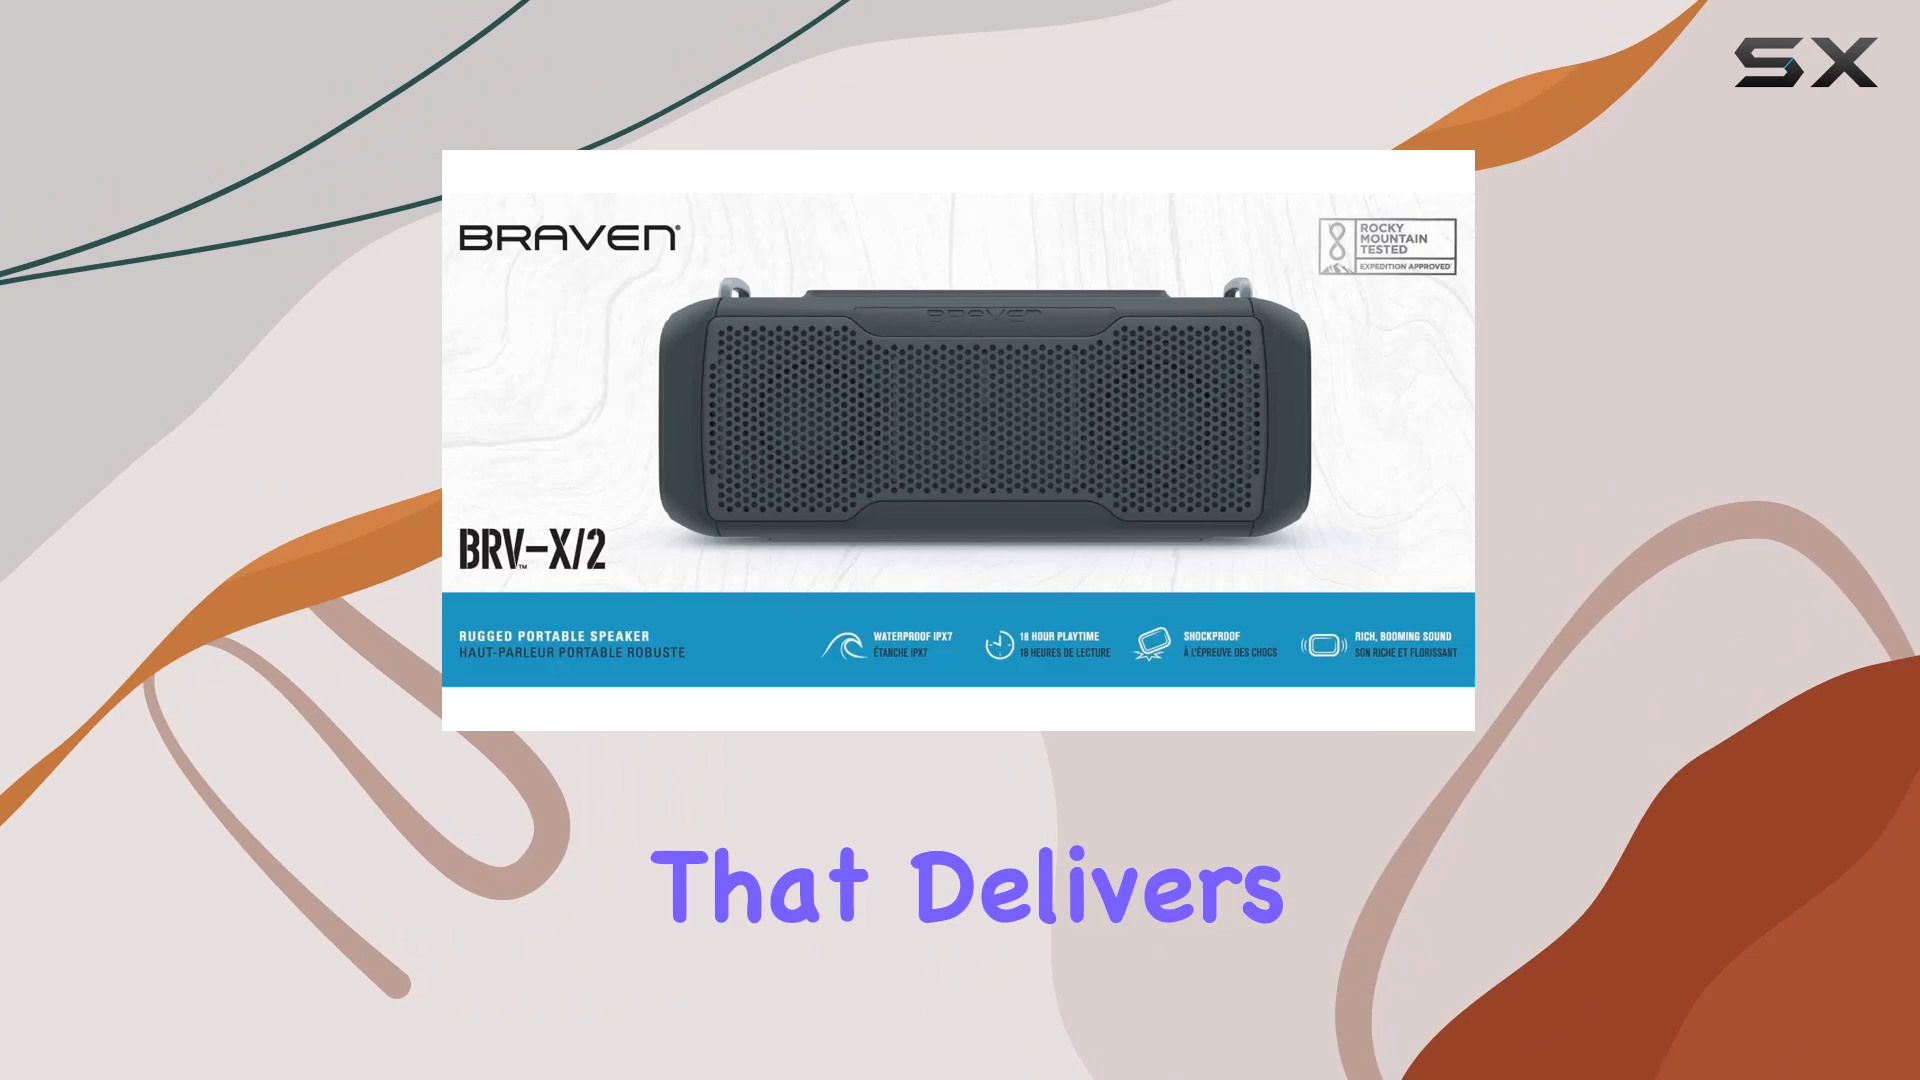 SX
BRAVEN®
ROCKY
MOUNTAIN
TESTED
EXPEDITION APPROVED
BRAVEN
BRV-X/2
™
RUGGED PORTABLE SPEAKER
HAUT-PARLEUR PORTABLE ROBUSTE
WATERPROOF IPX7
ÉTANCHE IPX7
18 HOUR PLAYTIME
18 HEURES DE LECTURE
SHOCKPROOF
À L'ÉPREUVE DES CHOCS
RICH, BOOMING SOUND
SON RICHE ET FLORISSANT
That Delivers